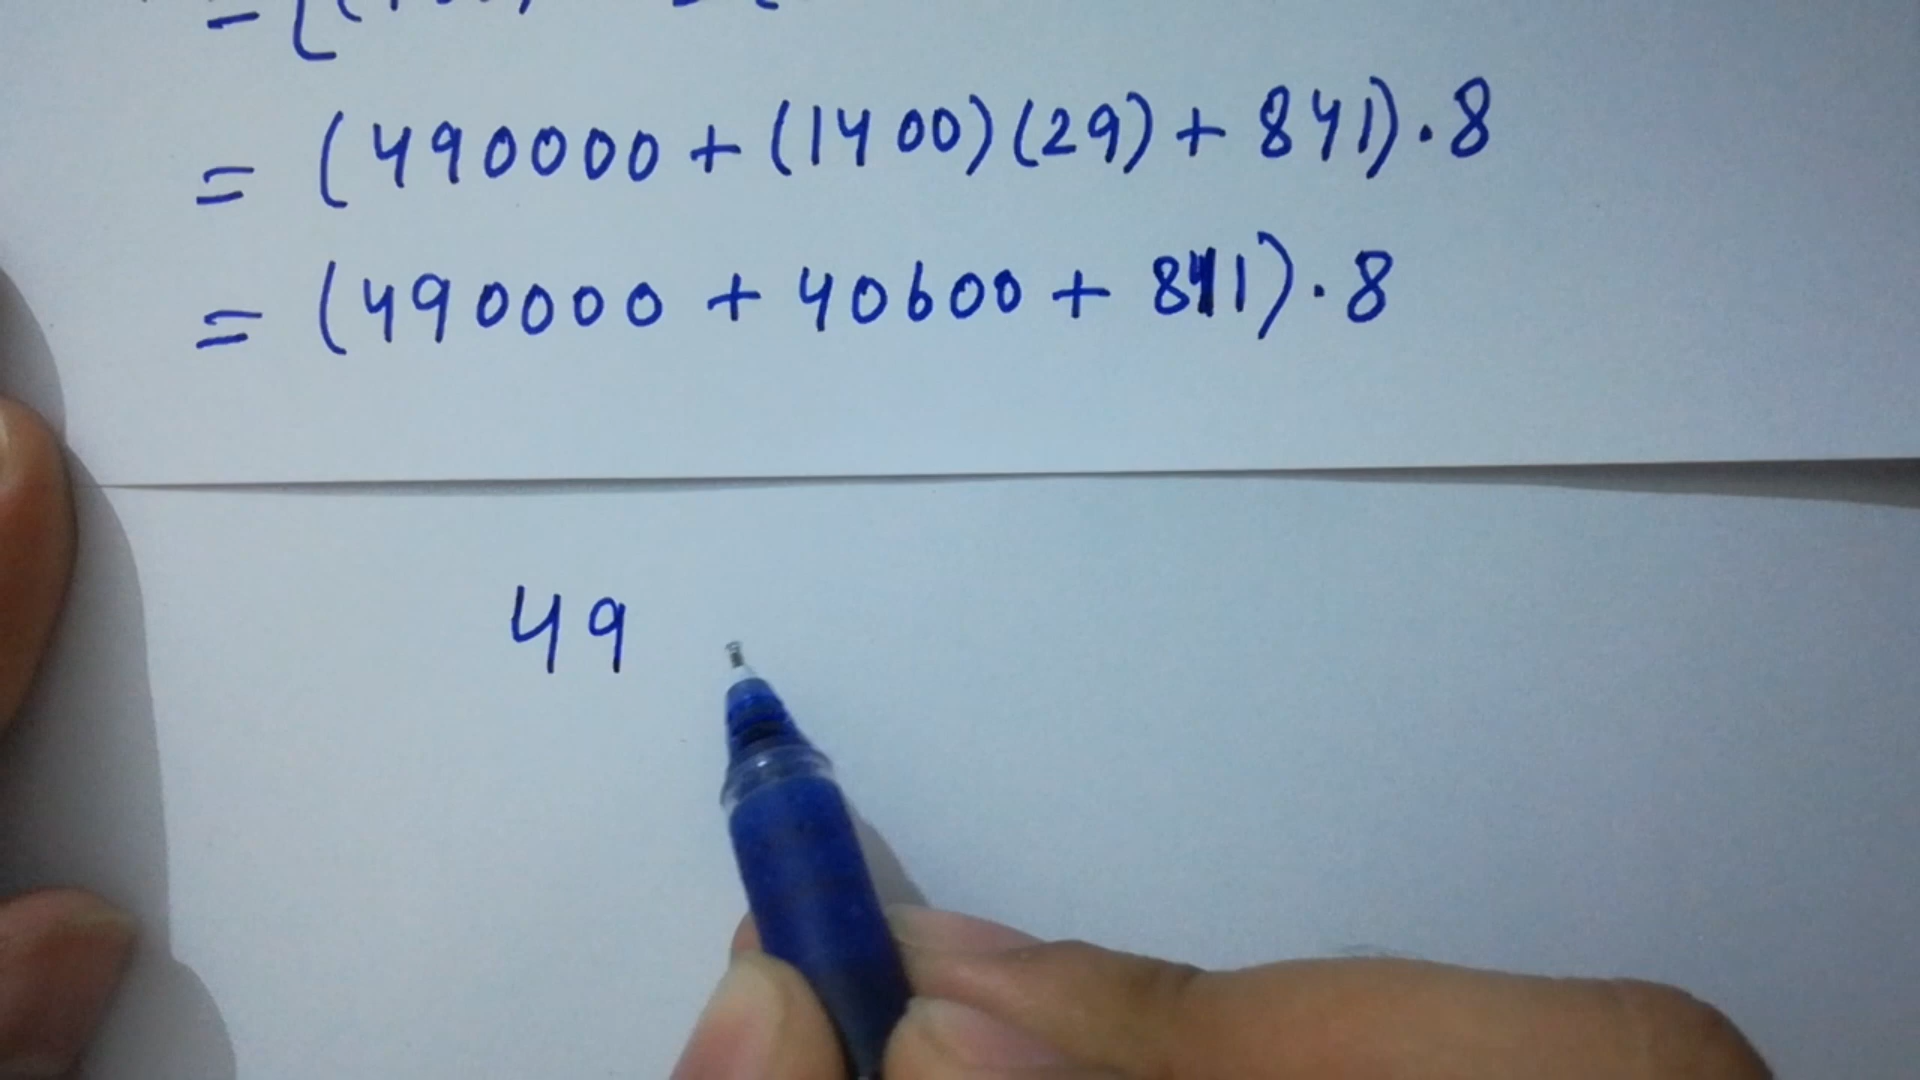 = (490000 + (1400)(29) + 841) . 8
= (490000 + 40600 + 841) . 8
49